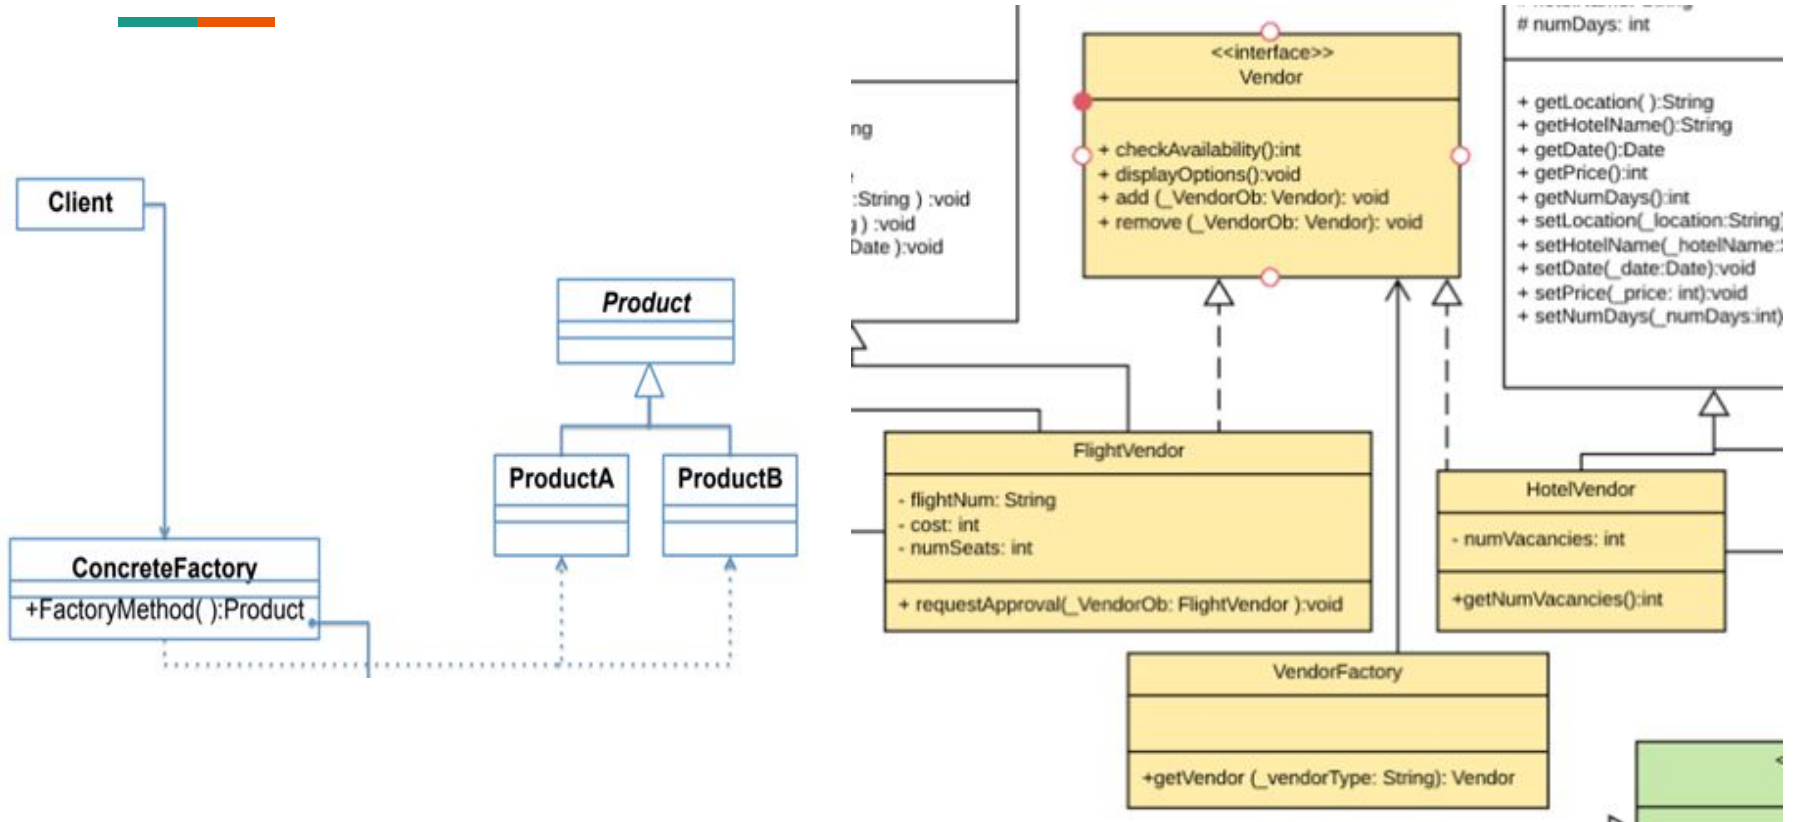 Client
Product
ProductA
ProductB
ConcreteFactory
+FactoryMethod( ):Product
ng
:String ) :void
) :void
Date ):void
<<interface>>
Vendor
+ checkAvailability():int
+ displayOptions():void
+ add (_VendorOb: Vendor): void
+ remove (_VendorOb: Vendor): void
# numDays: int
+ getLocation( ):String
+ getHotelName():String
+ getDate():Date
+ getPrice():int
+ getNumDays():int
+ setLocation(_location:String)
+ setHotelName(_hotelName:
+ setDate(_date:Date):void
+ setPrice(_price: int):void
+ setNumDays(_numDays:int)
FlightVendor
- flightNum: String
- cost: int
- numSeats: int
+ requestApproval(_VendorOb: FlightVendor ):void
HotelVendor
- numVacancies: int
+getNumVacancies():int
VendorFactory
+getVendor (_vendorType: String): Vendor
<